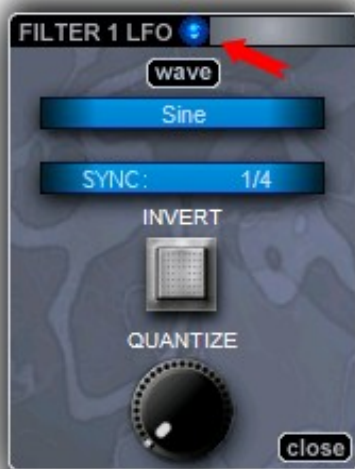 FILTER 1 LFO
wave
Sine
SYNC: 1/4
INVERT
QUANTIZE
close